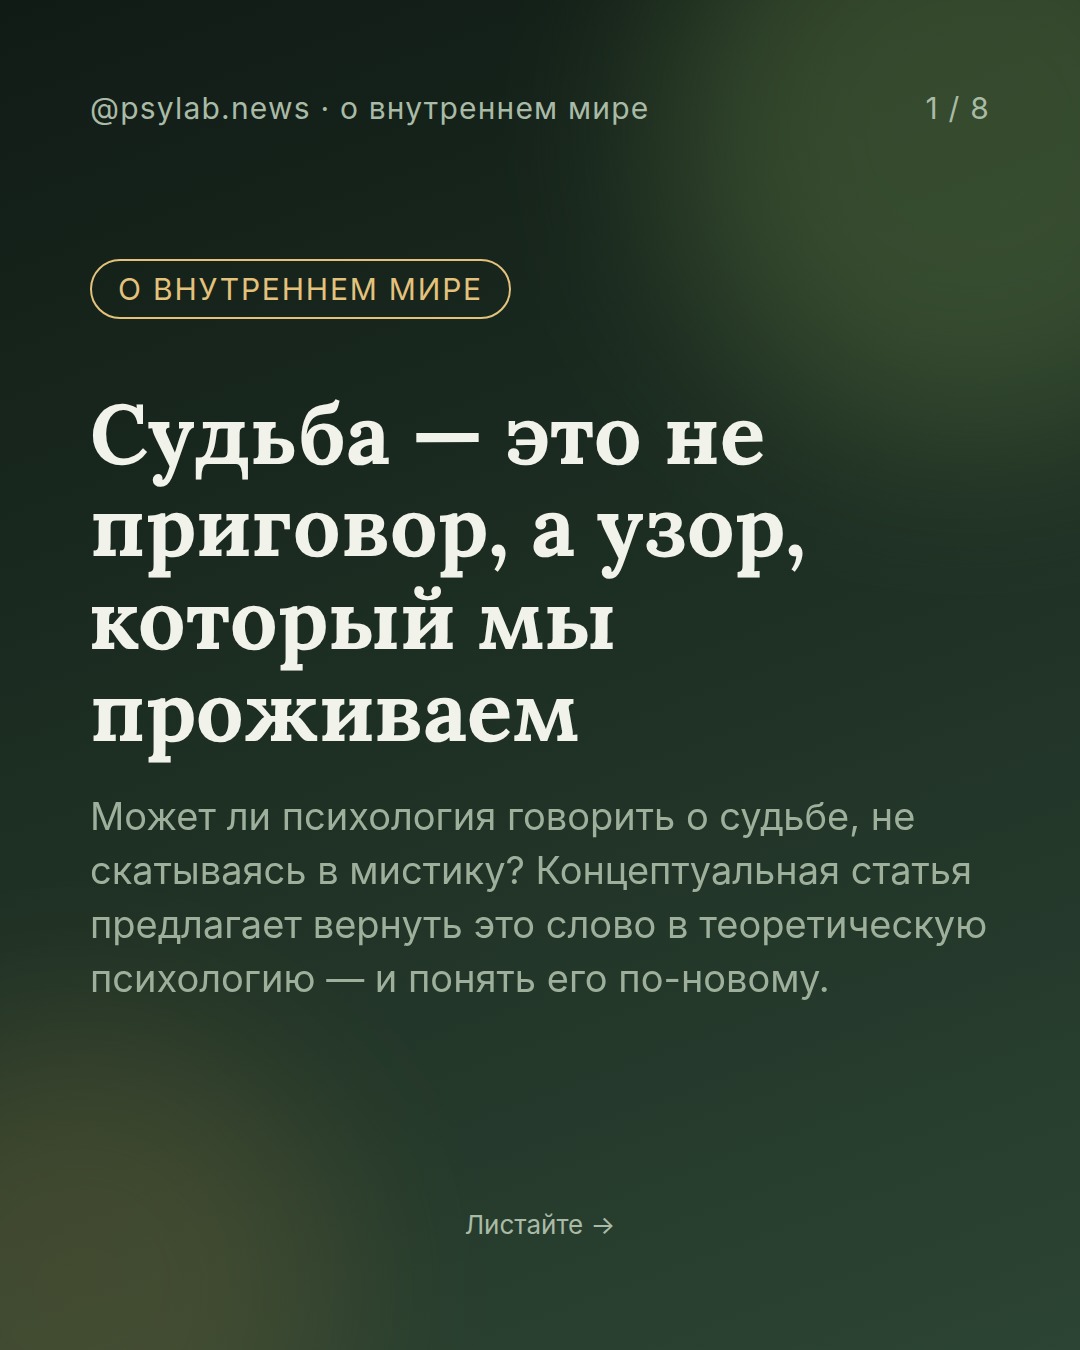 @psylab.news · о внутреннем мире
1 / 8
О ВНУТРЕННЕМ МИРЕ
Судьба — это не
приговор, а узор,
который мы
проживаем
Может ли психология говорить о судьбе, не
скатываясь в мистику? Концептуальная статья
предлагает вернуть это слово в теоретическую
психологию — и понять его по-новому.
Листайте →